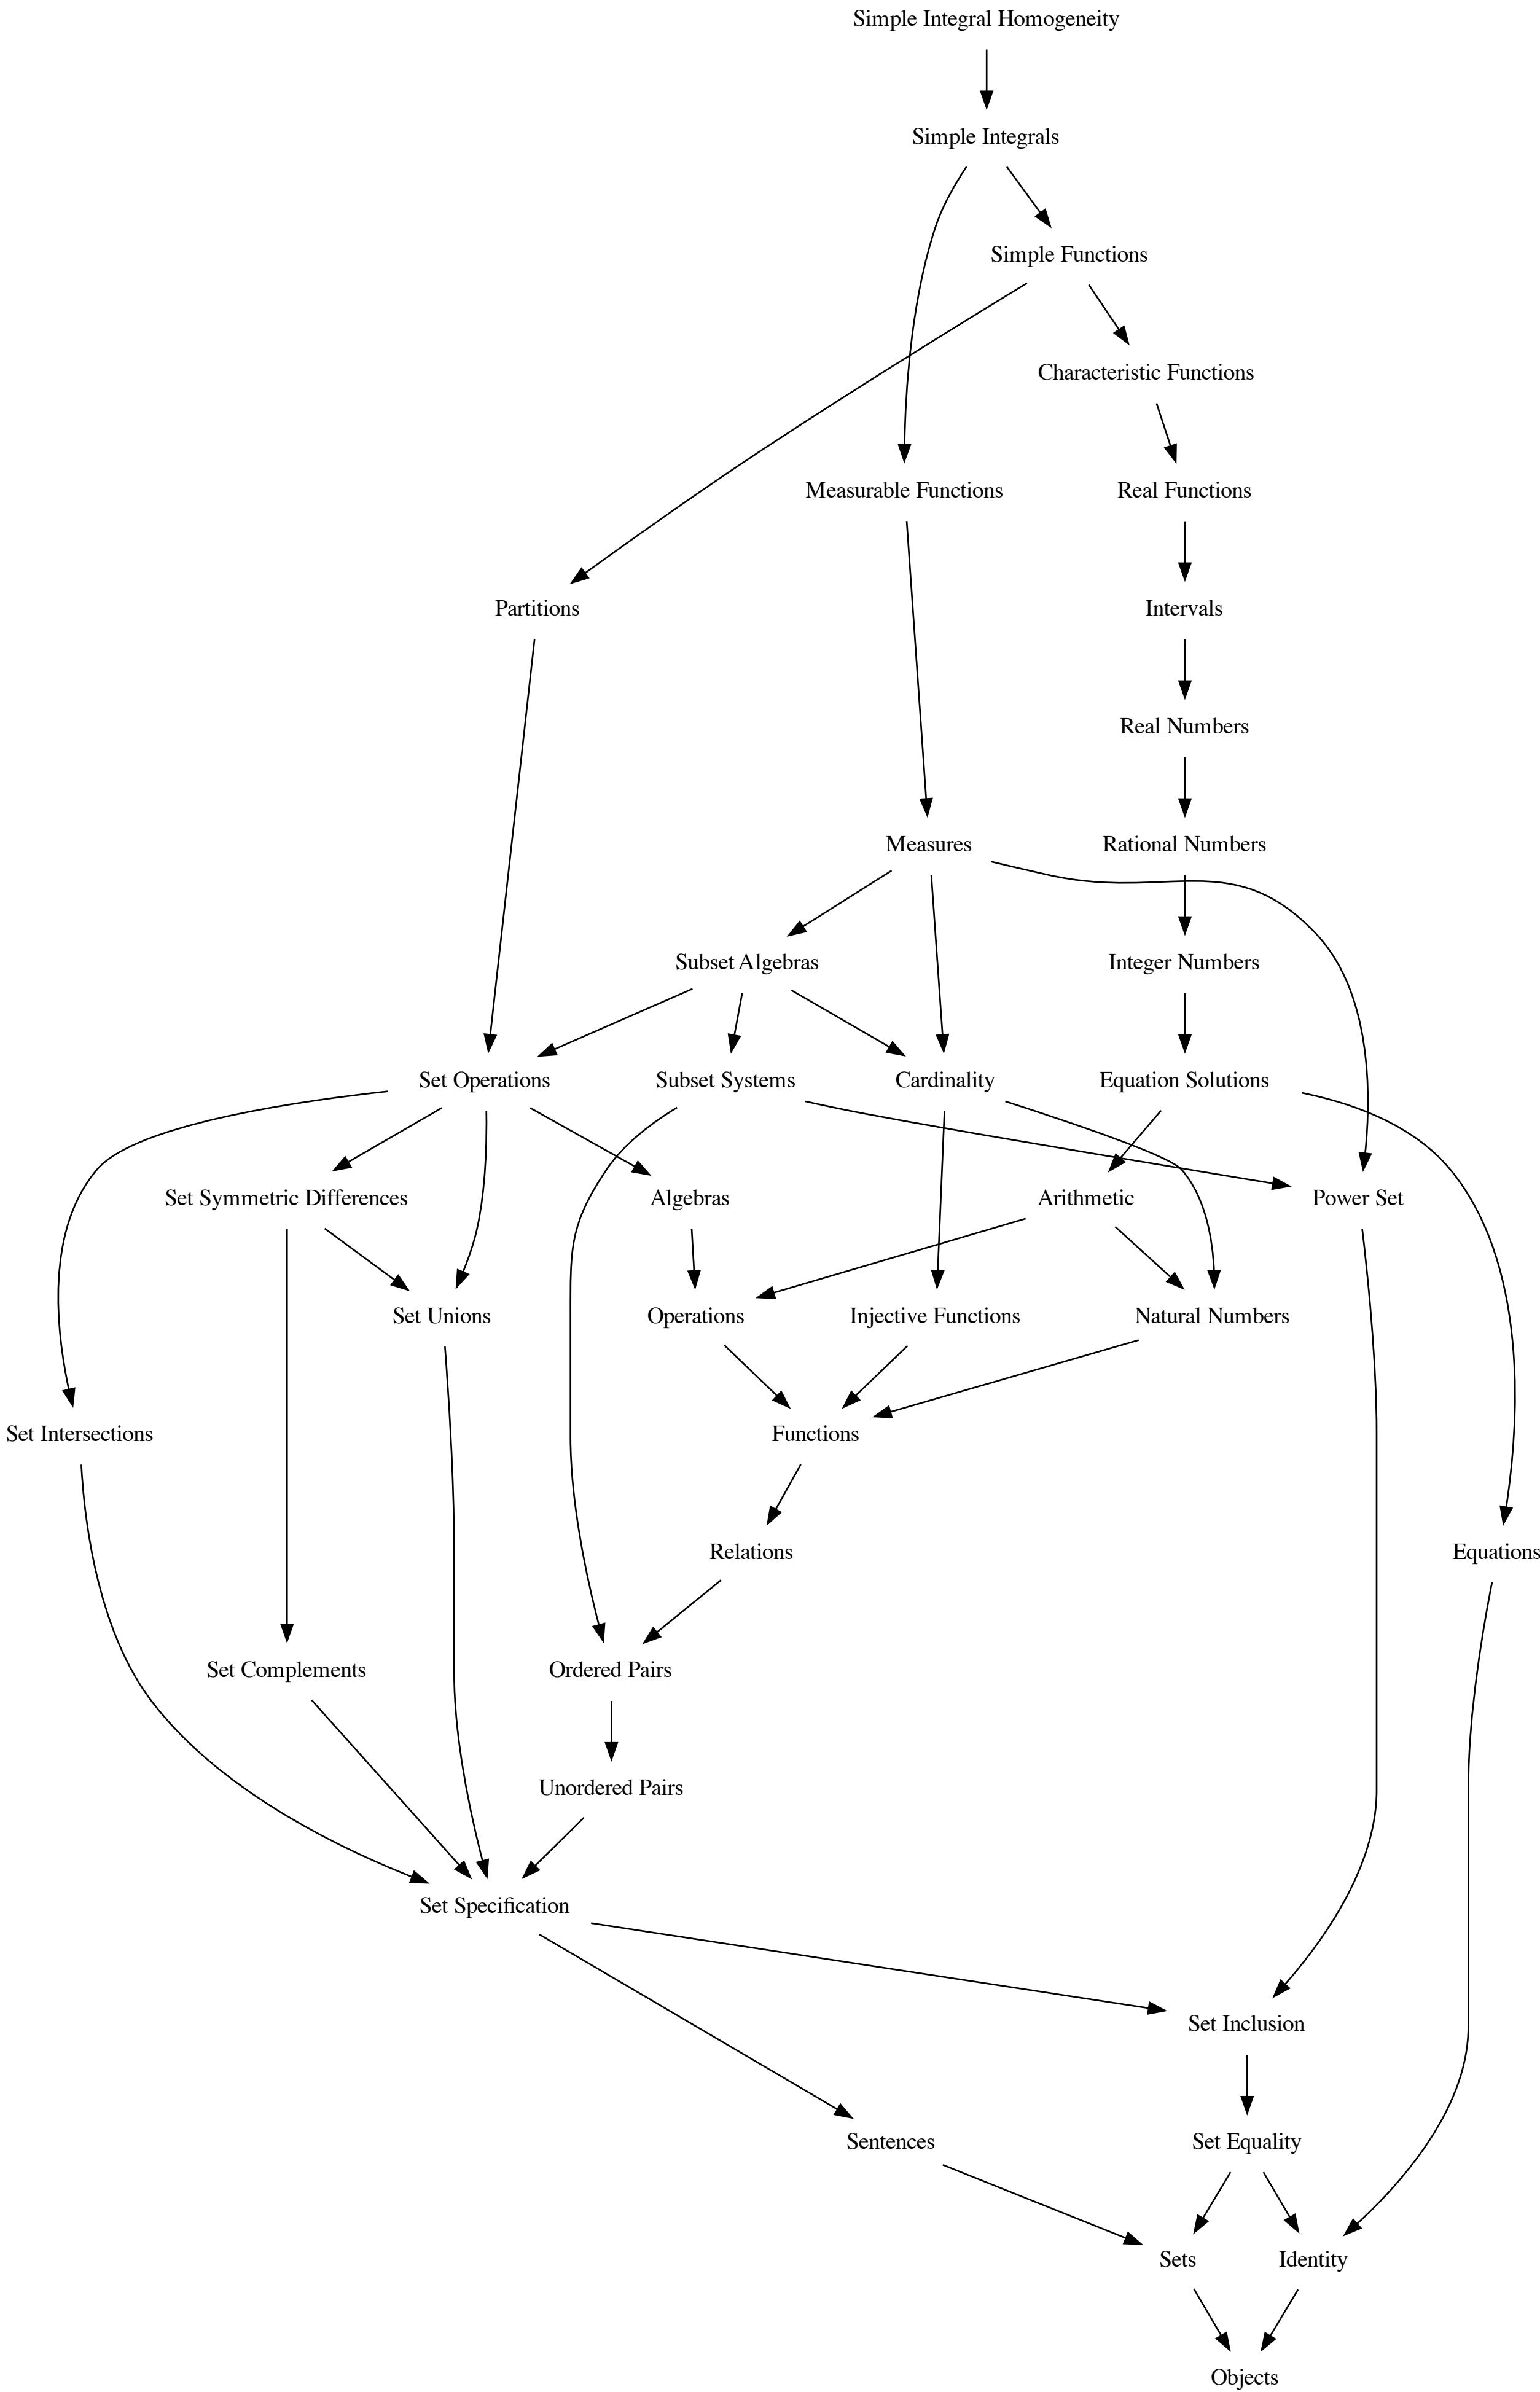 Simple Integral Homogeneity
Simple Integrals
Simple Functions
Characteristic Functions
Measurable Functions
Real Functions
Partitions
Intervals
Real Numbers
Measures
Rational Numbers
Subset Algebras
Integer Numbers
Set Operations
Subset Systems
Cardinality
Equation Solutions
Set Symmetric Differences
Algebras
Arithmetic
Power Set
Set Unions
Operations
Injective Functions
Natural Numbers
Set Intersections
Functions
Relations
Equations
Set Complements
Ordered Pairs
Unordered Pairs
Set Specification
Set Inclusion
Sentences
Set Equality
Sets
Identity
Objects